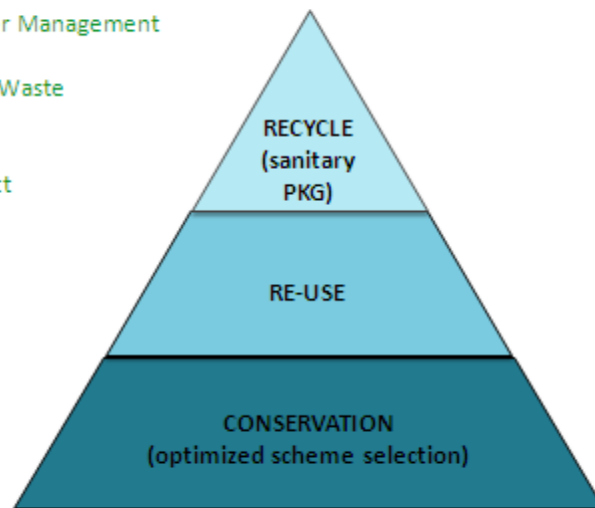 r Management
Waste
t
RECYCLE
(sanitary
PKG)
RE-USE
CONSERVATION
(optimized scheme selection)